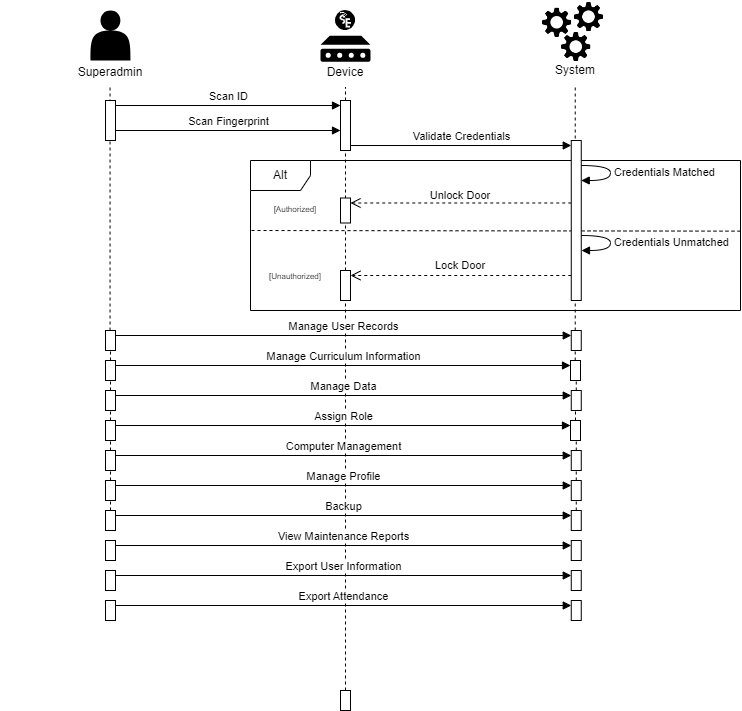 Superadmin
Device
System
Scan ID
Scan Fingerprint
Validate Credentials
Alt
Credentials Matched
Unlock Door
[Authorized]
Credentials Unmatched
Lock Door
[Unauthorized]
Manage User Records
Manage Curriculum Information
Manage Data
Assign Role
Computer Management
Manage Profile
Backup
View Maintenance Reports
Export User Information
Export Attendance